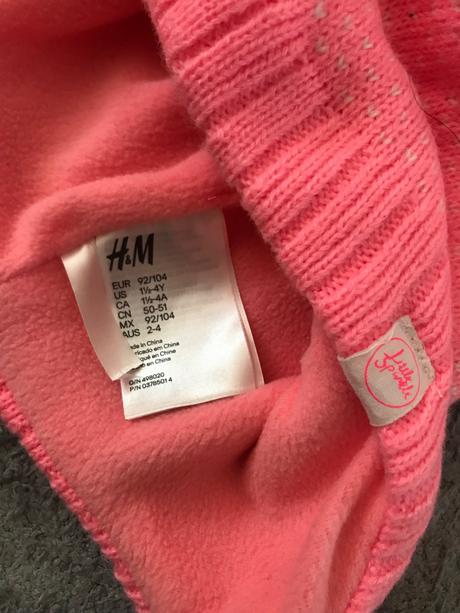 H&M
EUR 92/104
US 1½-4Y
CA 1½-4A
CN 50-51
MX 92/104
AUS 2-4
Made in China
Fabricado em China
Fabriqué en China
O/N 498020
P/N 0378501 4